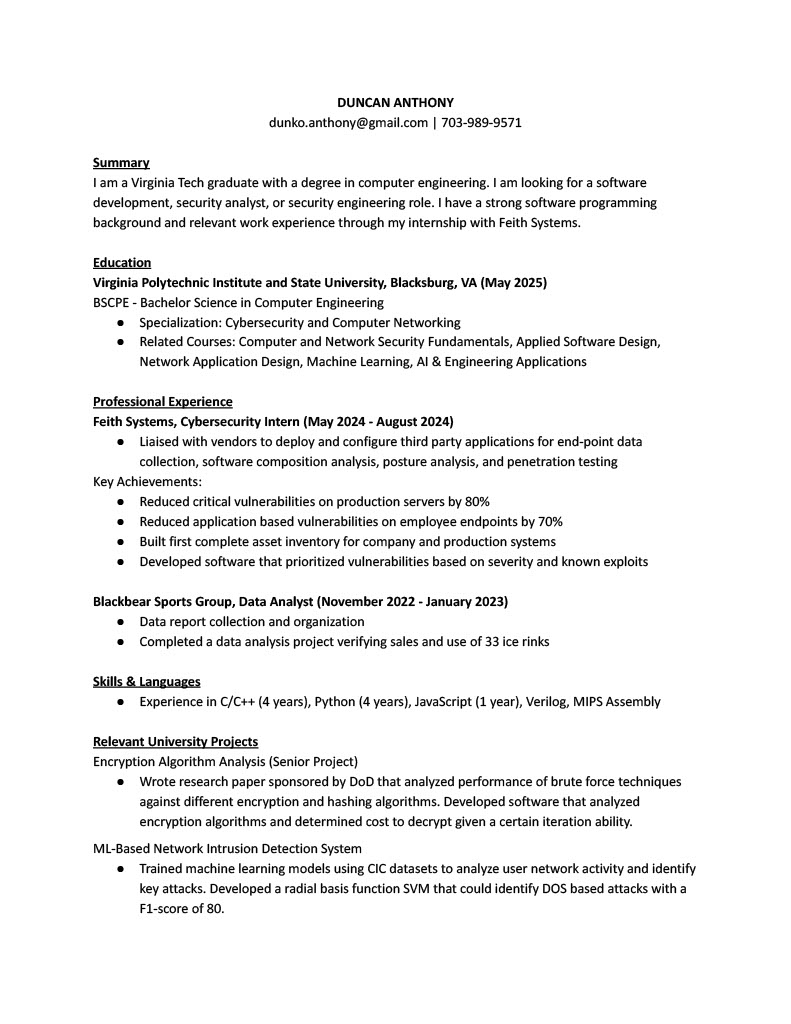 DUNCAN ANTHONY
dunko.anthony@gmail.com | 703-989-9571
Summary
I am a Virginia Tech graduate with a degree in computer engineering. I am looking for a software
development, security analyst, or security engineering role. I have a strong software programming
background and relevant work experience through my internship with Feith Systems.
Education
Virginia Polytechnic Institute and State University, Blacksburg, VA (May 2025)
BSCPE - Bachelor Science in Computer Engineering
● Specialization: Cybersecurity and Computer Networking
● Related Courses: Computer and Network Security Fundamentals, Applied Software Design,
Network Application Design, Machine Learning, AI & Engineering Applications
Professional Experience
Feith Systems, Cybersecurity Intern (May 2024 - August 2024)
● Liaised with vendors to deploy and configure third party applications for end-point data
collection, software composition analysis, posture analysis, and penetration testing
Key Achievements:
● Reduced critical vulnerabilities on production servers by 80%
● Reduced application based vulnerabilities on employee endpoints by 70%
● Built first complete asset inventory for company and production systems
● Developed software that prioritized vulnerabilities based on severity and known exploits
Blackbear Sports Group, Data Analyst (November 2022 - January 2023)
● Data report collection and organization
● Completed a data analysis project verifying sales and use of 33 ice rinks
Skills & Languages
● Experience in C/C++ (4 years), Python (4 years), JavaScript (1 year), Verilog, MIPS Assembly
Relevant University Projects
Encryption Algorithm Analysis (Senior Project)
● Wrote research paper sponsored by DoD that analyzed performance of brute force techniques
against different encryption and hashing algorithms. Developed software that analyzed
encryption algorithms and determined cost to decrypt given a certain iteration ability.
ML-Based Network Intrusion Detection System
● Trained machine learning models using CIC datasets to analyze user network activity and identify
key attacks. Developed a radial basis function SVM that could identify DOS based attacks with a
F1-score of 80.